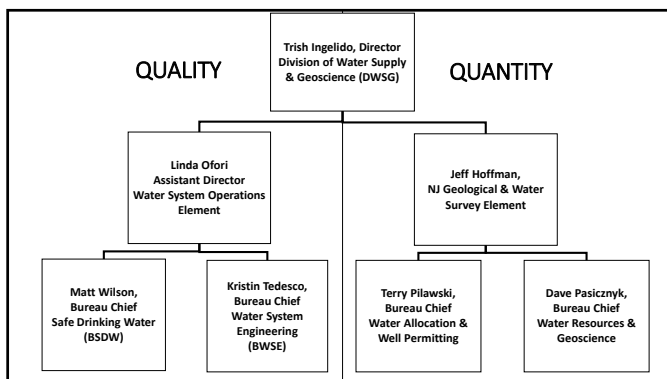 Trish Ingelido, Director
Division of Water Supply
& Geoscience (DWSG)
QUALITY
QUANTITY
Linda Ofori
Assistant Director
Water System Operations
Element
Jeff Hoffman,
NJ Geological & Water
Survey Element
Matt Wilson,
Bureau Chief
Safe Drinking Water
(BSDW)
Kristin Tedesco,
Bureau Chief
Water System
Engineering
(BWSE)
Terry Pilawski,
Bureau Chief
Water Allocation &
Well Permitting
Dave Pasicznyk,
Bureau Chief
Water Resources &
Geoscience